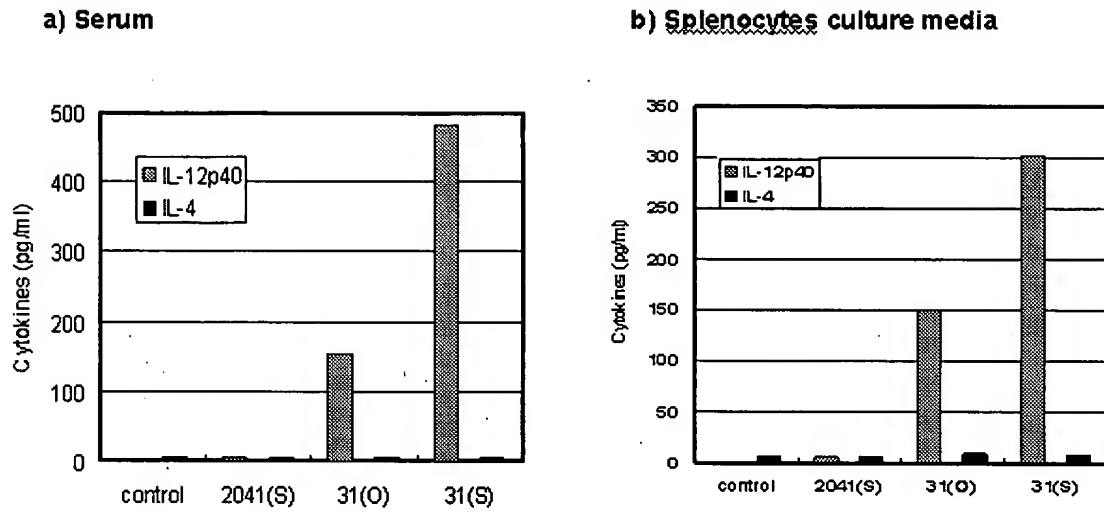 a) Serum
500
400
300
200
100
0
Cytokines (pg/ml)
IL-12p40
IL-4
control 2041(S) 31(O) 31(S)
b) Splenocytes culture media
350
300
250
200
150
100
50
0
Cytokines (pg/ml)
IL-12p40
IL-4
control 2041(S) 31(O) 31(S)